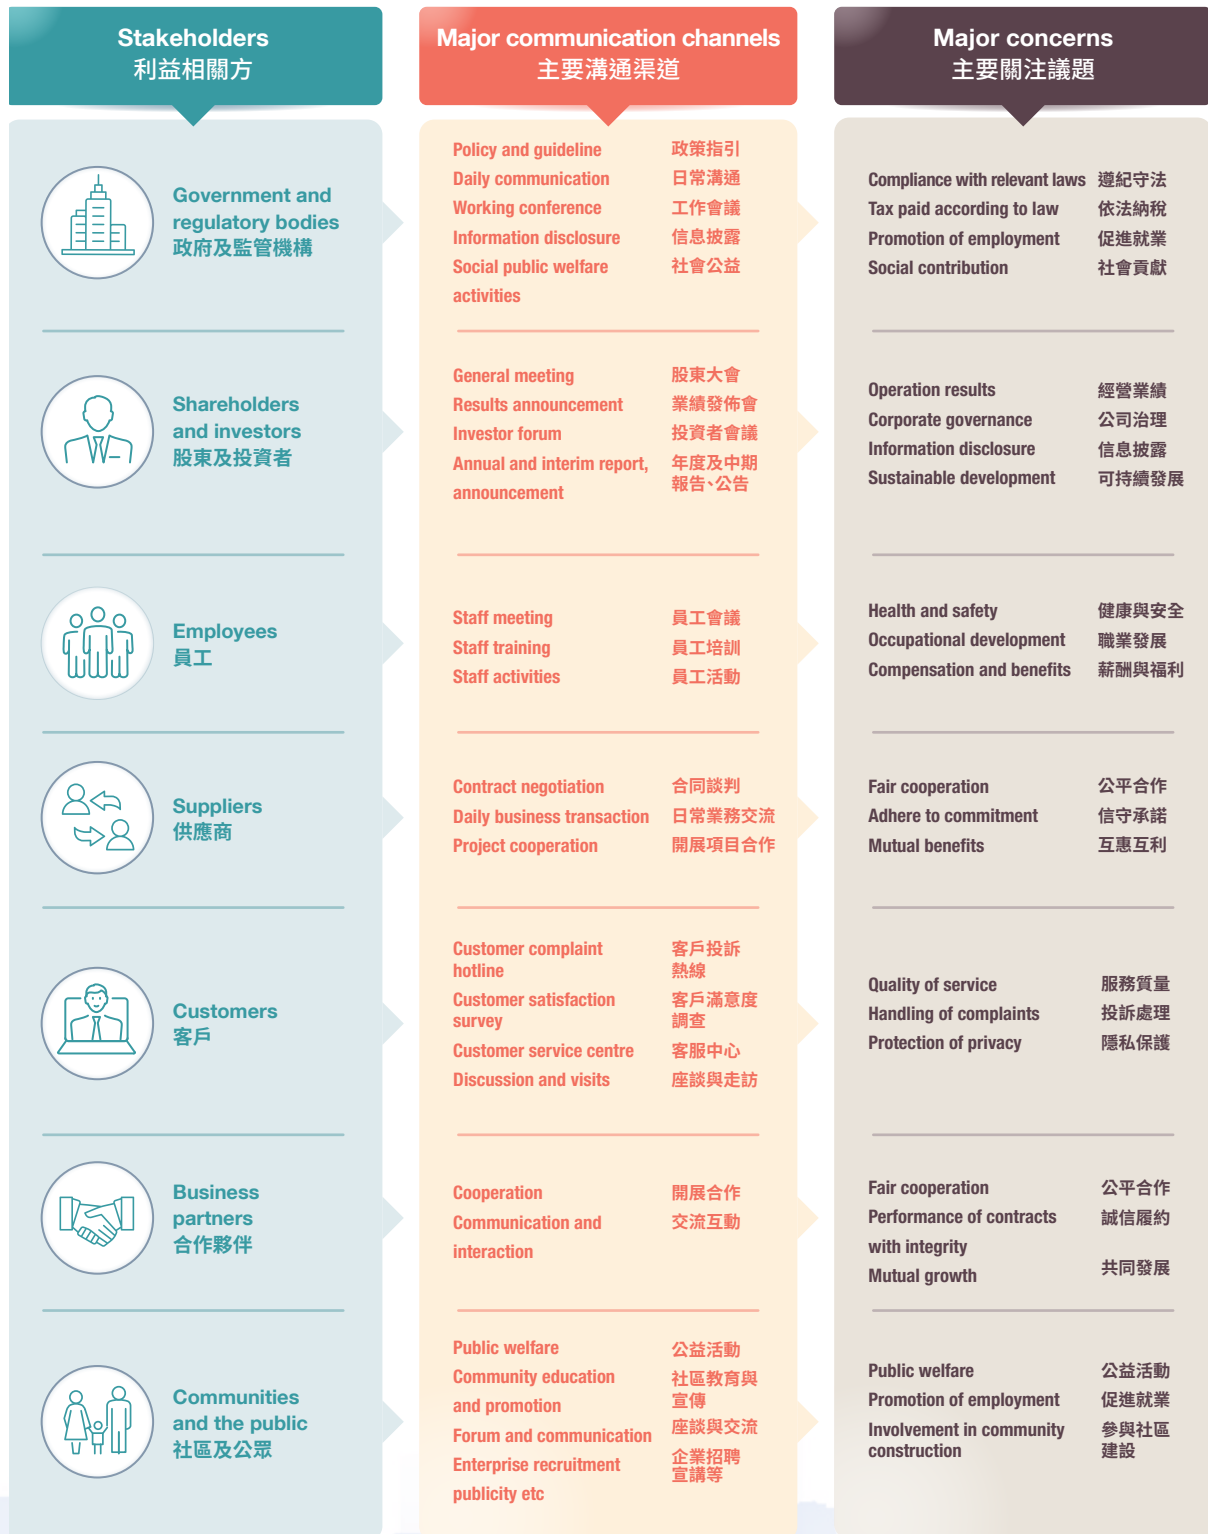 Stakeholders
利益相關方
Major communication channels
主要溝通渠道
Major concerns
主要關注議題
Government and
regulatory bodies
政府及監管機構
Policy and guideline 政策指引
Daily communication 日常溝通
Working conference 工作會議
Information disclosure 信息披露
Social public welfare 社會公益
activities
Compliance with relevant laws 遵紀守法
Tax paid according to law 依法納稅
Promotion of employment 促進就業
Social contribution 社會貢獻
Shareholders
and investors
股東及投資者
General meeting 股東大會
Results announcement 業績發佈會
Investor forum 投資者會議
Annual and interim report, 年度及中期
announcement 報告、公告
Operation results 經營業績
Corporate governance 公司治理
Information disclosure 信息披露
Sustainable development 可持續發展
Employees
員工
Staff meeting 員工會議
Staff training 員工培訓
Staff activities 員工活動
Health and safety 健康與安全
Occupational development 職業發展
Compensation and benefits 薪酬與福利
Suppliers
供應商
Contract negotiation 合同談判
Daily business transaction 日常業務交流
Project cooperation 開展項目合作
Fair cooperation 公平合作
Adhere to commitment 信守承諾
Mutual benefits 互惠互利
Customers
客戶
Customer complaint 客戶投訴
hotline 熱線
Customer satisfaction 客戶滿意度
survey 調查
Customer service centre 客服中心
Discussion and visits 座談與走訪
Quality of service 服務質量
Handling of complaints 投訴處理
Protection of privacy 隱私保護
Business
partners
合作夥伴
Cooperation 開展合作
Communication and 交流互動
interaction
Fair cooperation 公平合作
Performance of contracts 誠信履約
with integrity
Mutual growth 共同發展
Communities
and the public
社區及公眾
Public welfare 公益活動
Community education 社區教育與
and promotion 宣傳
Forum and communication 座談與交流
Enterprise recruitment 企業招聘
publicity etc 宣講等
Public welfare 公益活動
Promotion of employment 促進就業
Involvement in community 參與社區
construction 建設